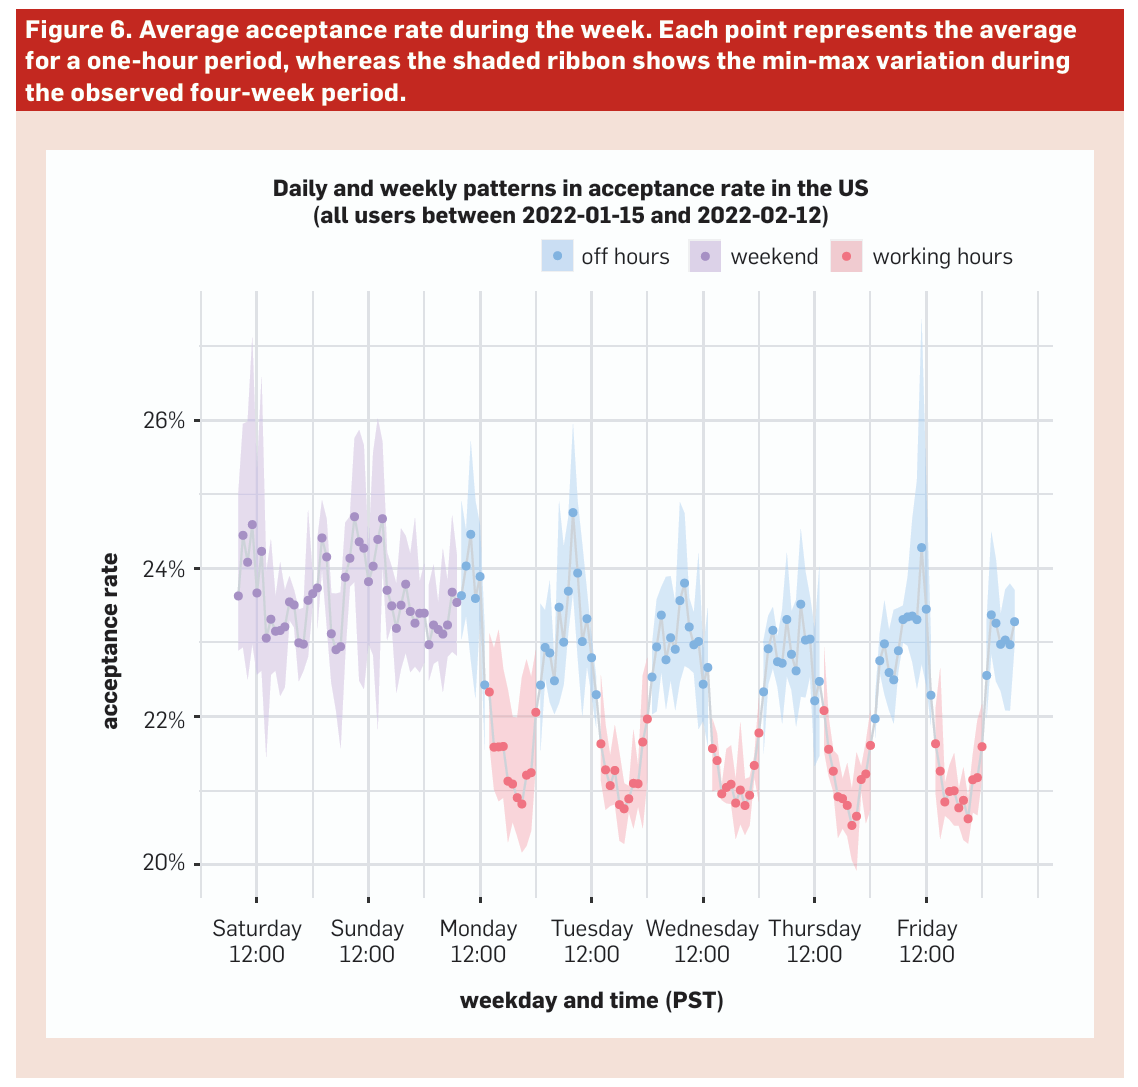 Figure 6. Average acceptance rate during the week. Each point represents the average
for a one-hour period, whereas the shaded ribbon shows the min-max variation during
the observed four-week period.
Daily and weekly patterns in acceptance rate in the US
(all users between 2022-01-15 and 2022-02-12)
off hours weekend working hours
26%
24%
22%
20%
acceptance rate
Saturday Sunday Monday Tuesday Wednesday Thursday Friday
12:00 12:00 12:00 12:00 12:00 12:00 12:00
weekday and time (PST)